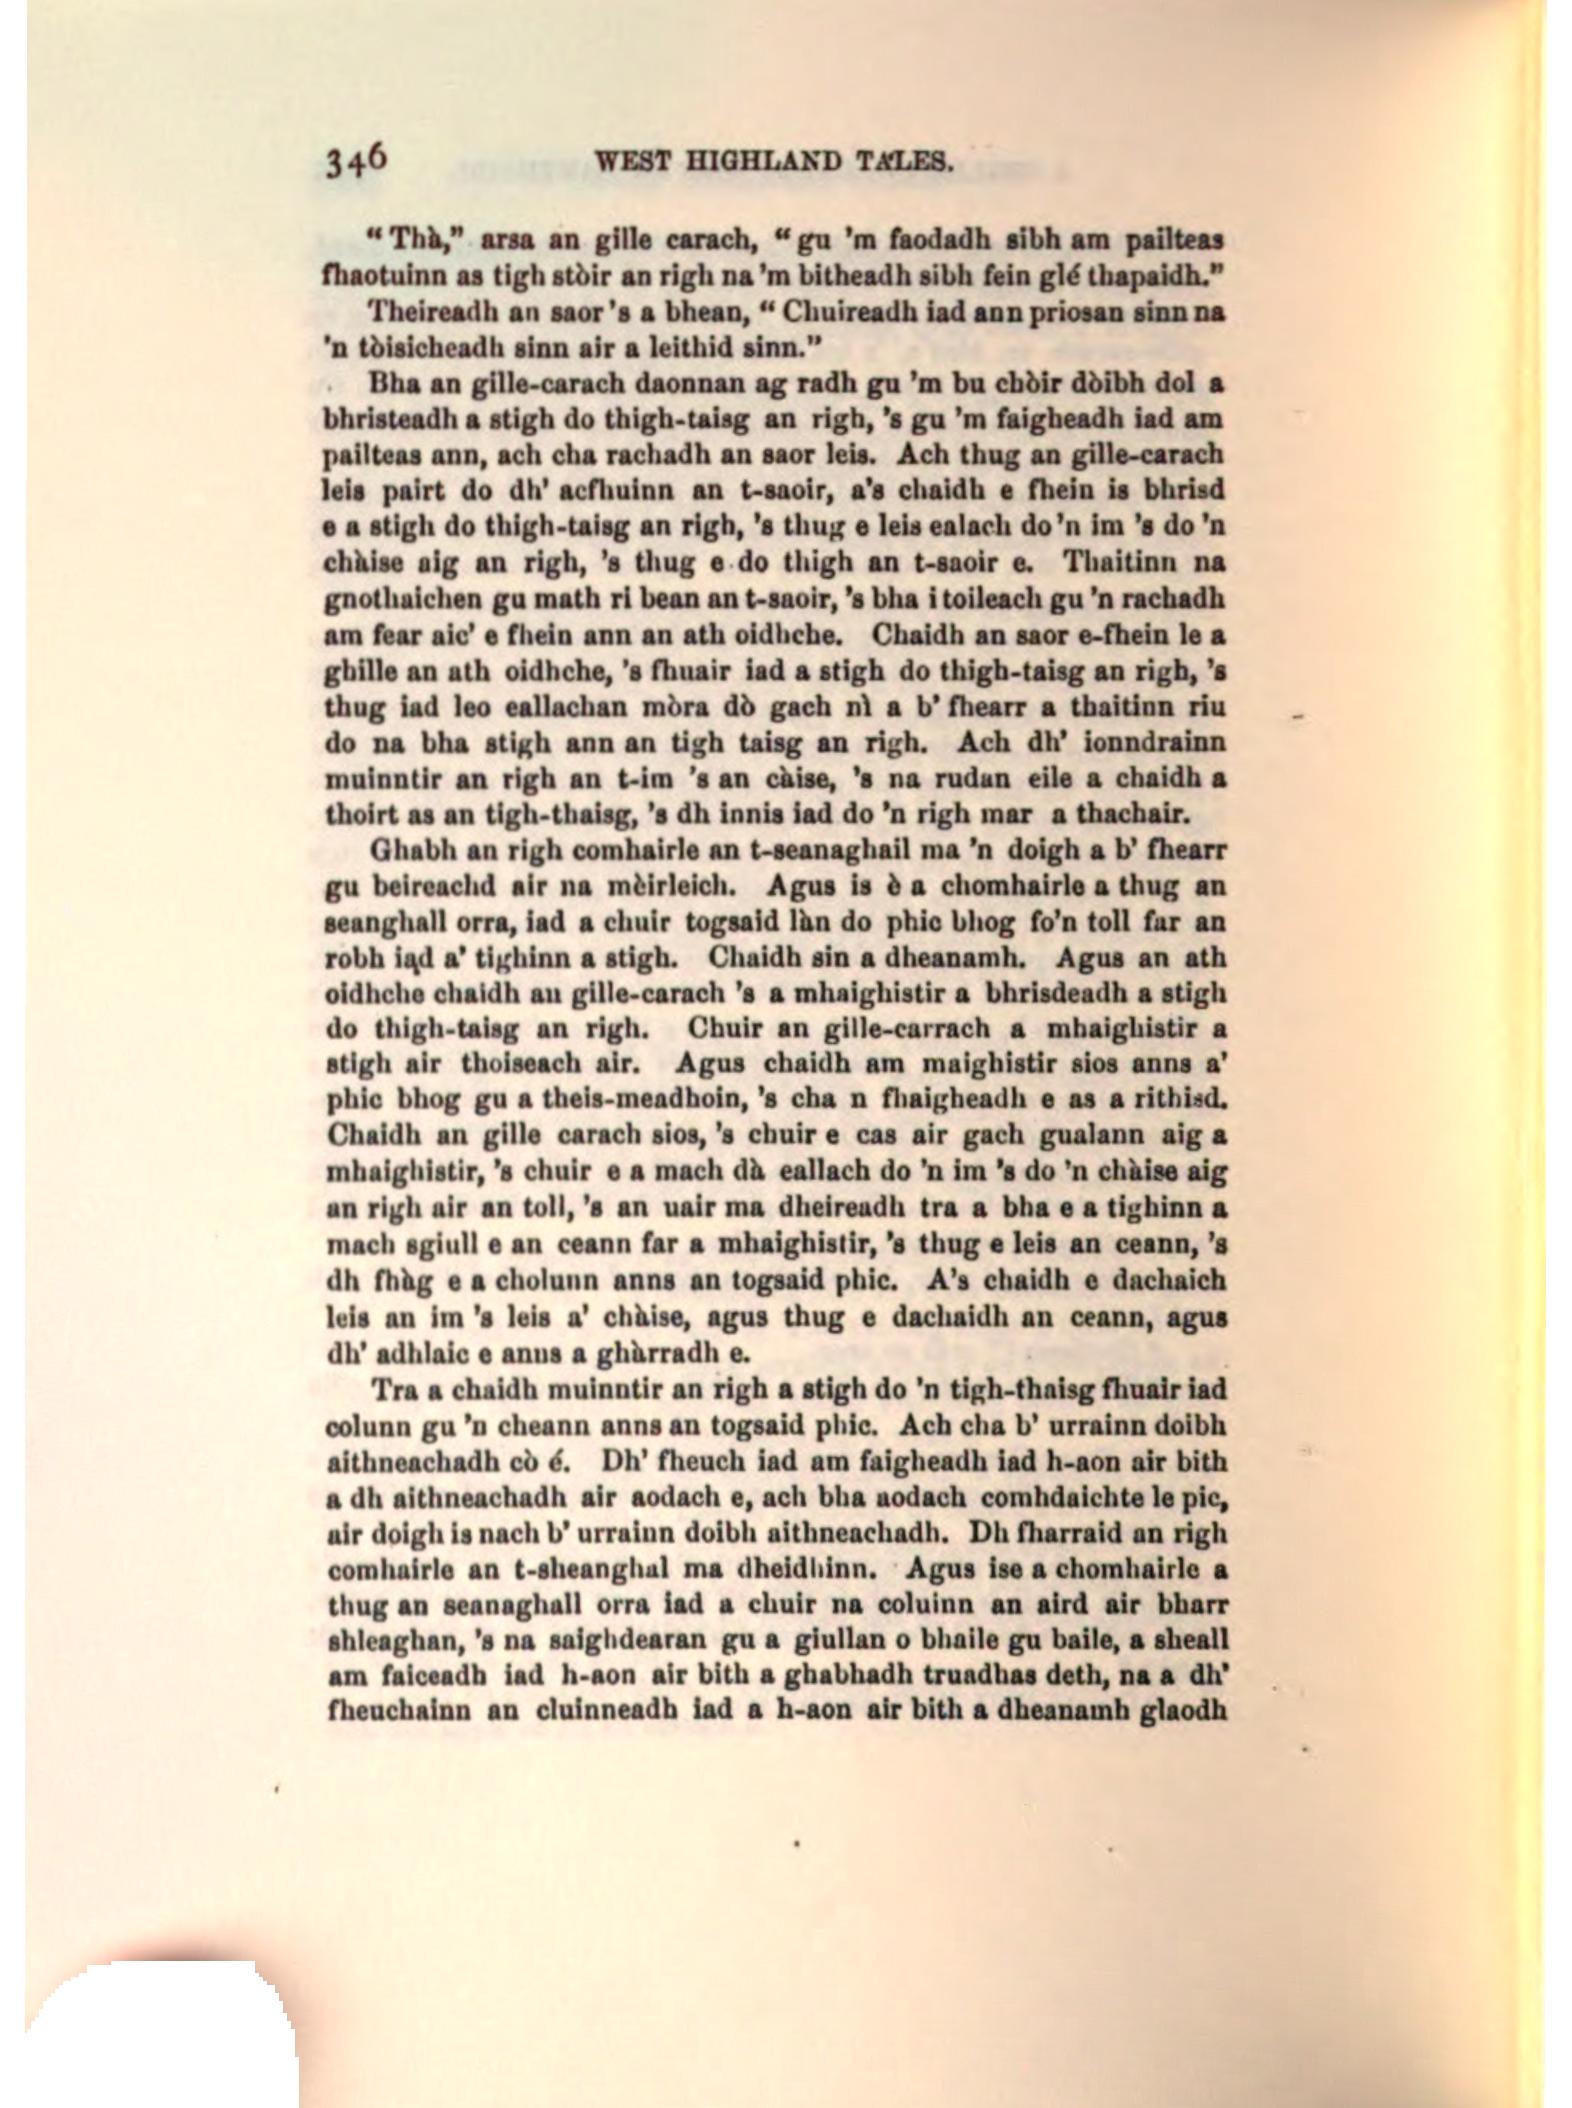 346 WEST HIGHLAND TALES.
“Thà,” arsa an gille carach, “gu 'm faodadh sibh am pailteas
fhaotuinn as tigh stòir an righ na 'm bitheadh sibh fein glé thapaidh.”
Theireadh an saor 's a bhean, “Chuireadh iad ann priosan sinn na
'n tòisicheadh sinn air a leithid sinn.”
Bha an gille-carach daonnan ag radh gu 'm bu chòir dòibh dol a
bhristeadh a stigh do thigh-taisg an righ, 's gu 'm faigheadh iad am
pailteas ann, ach cha rachadh an saor leis. Ach thug an gille-carach
leis pairt do dh' acfhuinn an t-saoir, a's chaidh e fhein is bhrisd
e a stigh do thigh-taisg an righ, 's thug e leis ealach do 'n im 's do 'n
chàise aig an righ, 's thug e do thigh an t-saoir e. Thaitinn na
gnothaichen gu math ri bean an t-saoir, 's bha i toileach gu 'n rachadh
am fear aic' e fhein ann an ath oidhche. Chaidh an saor e-fhein le a
ghille an ath oidhche, 's fhuair iad a stigh do thigh-taisg an righ, 's
thug iad leo eallachan mòra dò gach nì a b' fhearr a thaitinn riu
do na bha stigh ann an tigh taisg an righ. Ach dh' ionndrainn
muinntir an righ an t-im 's an càise, 's na rudan eile a chaidh a
thoirt as an tigh-thaisg, 's dh innis iad do 'n righ mar a thachair.
Ghabh an righ comhairle an t-seanaghail ma 'n doigh a b' fhearr
gu beireachd air na mèirleich. Agus is è a chomhairle a thug an
seanghall orra, iad a chuir togsaid làn do phic bhog fo'n toll far an
robh iad a' tighinn a stigh. Chaidh sin a dheanamh. Agus an ath
oidhche chaidh an gille-carach 's a mhaighistir a bhrisdeadh a stigh
do thigh-taisg an righ. Chuir an gille-carrach a mhaighistir a
stigh air thoiseach air. Agus chaidh am maighistir sios anns a'
phic bhog gu a theis-meadhoin, 's cha n fhaigheadh e as a rithisd.
Chaidh an gille carach sios, 's chuir e cas air gach gualann aig a
mhaighistir, 's chuir e a mach dà eallach do 'n im 's do 'n chàise aig
an righ air an toll, 's an uair ma dheireadh tra a bha e a tighinn a
mach sgiull e an ceann far a mhaighistir, 's thug e leis an ceann, 's
dh fhàg e a cholunn anns an togsaid phic. A's chaidh e dachaich
leis an im 's leis a' chàise, agus thug e dachaidh an ceann, agus
dh' adhlaic e anns a ghàrradh e.
Tra a chaidh muinntir an righ a stigh do 'n tigh-thaisg fhuair iad
colunn gu 'n cheann anns an togsaid phic. Ach cha b' urrainn doibh
aithneachadh cò é. Dh' fheuch iad am faigheadh iad h-aon air bith
a dh aithneachadh air aodach e, ach bha aodach comhdaichte le pic,
air doigh is nach b' urrainn doibh aithneachadh. Dh fharraid an righ
comhairle an t-sheanghal ma dheidhinn. Agus ise a chomhairle a
thug an seanaghall orra iad a chuir na coluinn an aird air bharr
shleaghan, 's na saighdearan gu a giullan o bhaile gu baile, a sheall
am faiceadh iad h-aon air bith a ghabhadh truadhas deth, na a dh'
fheuchainn an cluinneadh iad a h-aon air bith a dheanamh glaodh